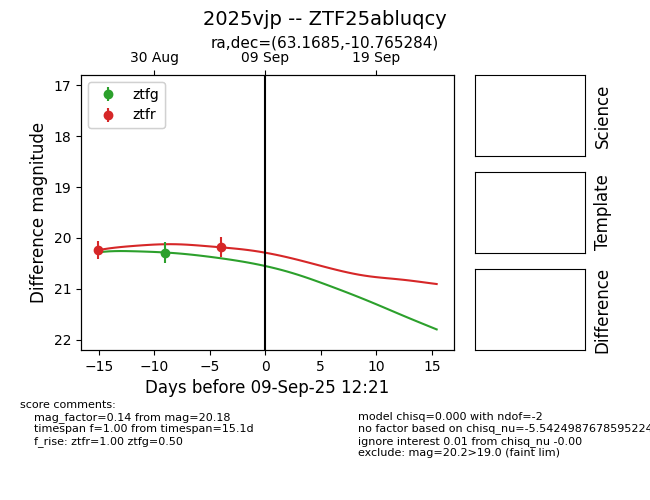 2025vjp -- ZTF25abluqcy
ra,dec=(63.1685,-10.765284)
30 Aug
09 Sep
19 Sep
ztfg
ztfr
17
18
19
20
21
22
Difference magnitude
−15
−10
−5
0
5
10
15
Days before 09-Sep-25 12:21
Science
Template
Difference
score comments:
mag_factor=0.14 from mag=20.18
timespan f=1.00 from timespan=15.1d
f_rise: ztfr=1.00 ztfg=0.50
model chisq=0.000 with ndof=-2
no factor based on chisq_nu=-5.5424987678595224
ignore interest 0.01 from chisq_nu -0.00
exclude: mag=20.2>19.0 (faint lim)